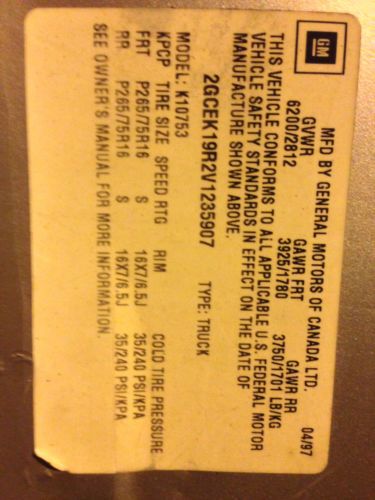 GM
MFD BY GENERAL MOTORS OF CANADA LTD. 04/97
GVWR GAWR FRT GAWR RR
6200/2812 3925/1780 3750/1701 LB/KG
THIS VEHICLE CONFORMS TO ALL APPLICABLE U.S. FEDERAL MOTOR
VEHICLE SAFETY STANDARDS IN EFFECT ON THE DATE OF
MANUFACTURE SHOWN ABOVE.
2GCEK19R2V1235907 TYPE: TRUCK
MODEL: K10753
KPCP TIRE SIZE SPEED RTG RIM COLD TIRE PRESSURE
FRT P265/75R16 S 16X7/6.5J 35/240 PSI/KPA
RR P265/75R16 S 16X7/6.5J 35/240 PSI/KPA
SEE OWNER'S MANUAL FOR MORE INFORMATION.